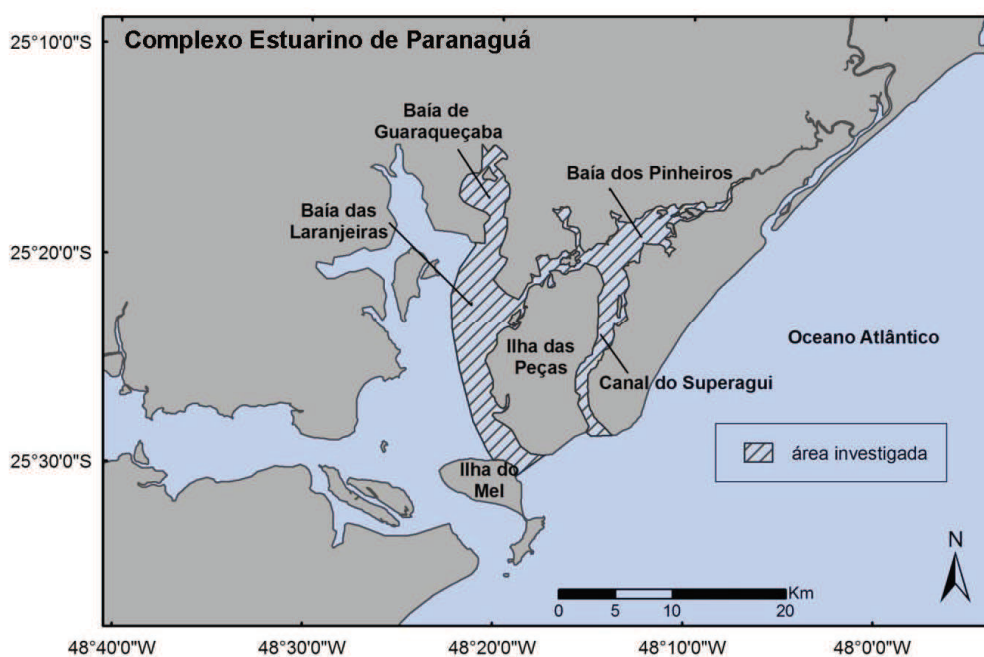 Complexo Estuarino de Paranaguá
25°10'0"S
25°20'0"S
25°30'0"S
Baía de
Guaraqueçaba
Baía dos Pinheiros
Baía das
Laranjeiras
Ilha das
Peças
Oceano Atlântico
Canal do Superagui
área investigada
Ilha do
Mel
N
Km
0 5 10 20
48°40'0"W 48°30'0"W 48°20'0"W 48°10'0"W 48°0'0"W